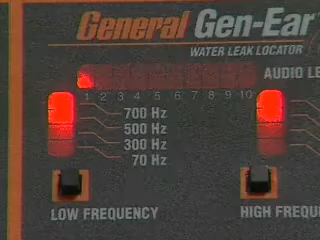 General Gen-Ear
WATER LEAK LOCATOR
AUDIO LE
1 2 3 4 5 6 7 8 9 10
700 Hz
500 Hz
300 Hz
70 Hz
LOW FREQUENCY
HIGH FREQUE